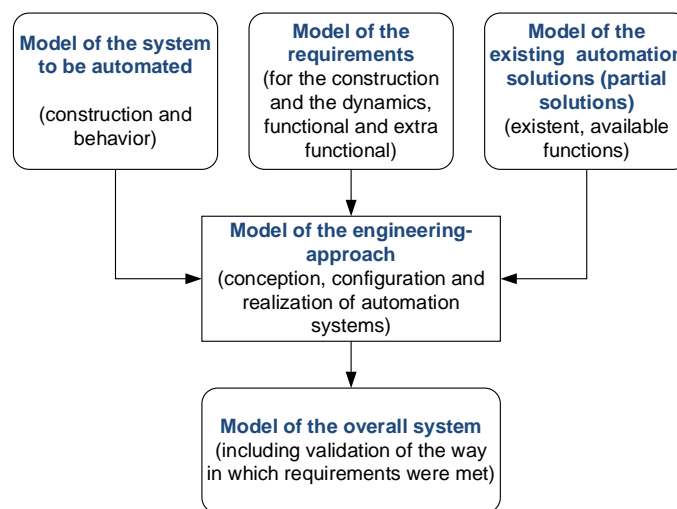 Model of the system
to be automated
(construction and
behavior)
Model of the
requirements
(for the construction
and the dynamics,
functional and extra
functional)
Model of the
existing automation
solutions (partial
solutions)
(existent, available
functions)
Model of the engineering-
approach
(conception, configuration and
realization of automation
systems)
Model of the overall system
(including validation of the way
in which requirements were met)